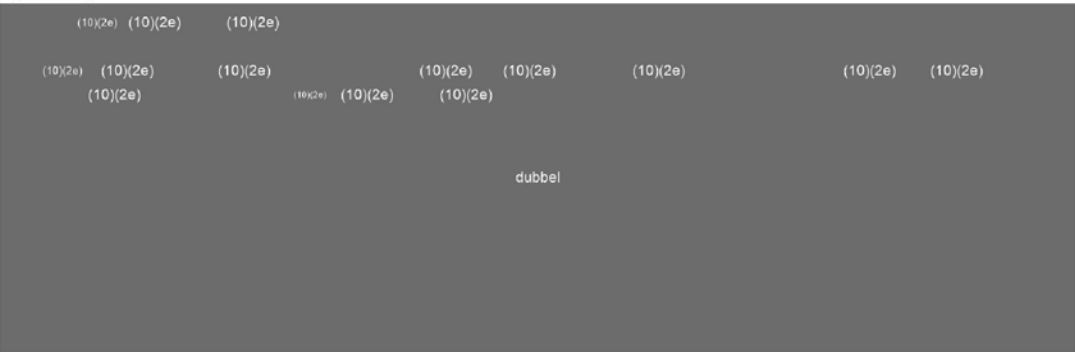 (10)(2e) (10)(2e) (10)(2e)
(10)(2e) (10)(2e) (10)(2e) (10)(2e) (10)(2e) (10)(2e) (10)(2e) (10)(2e)
(10)(2e) (10)(2e) (10)(2e) (10)(2e)
dubbel